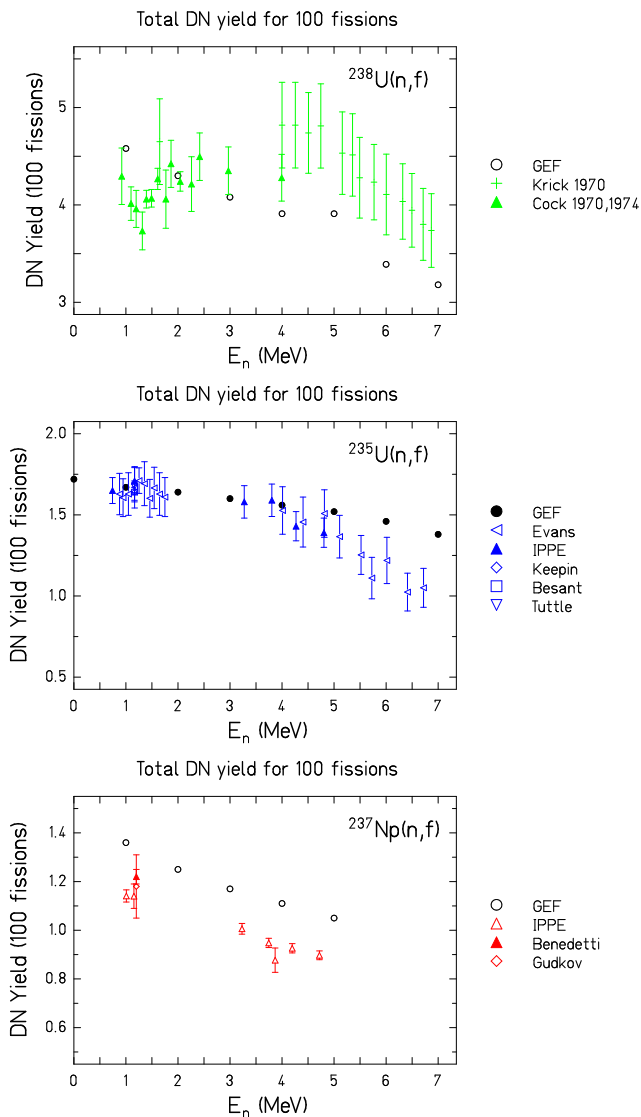 Total DN yield for 100 fissions
²³⁸U(n,f)
5
4
3
DN Yield (100 fissions)
0 1 2 3 4 5 6 7
Eₙ (MeV)
GEF
Krick 1970
Cock 1970,1974
Total DN yield for 100 fissions
²³⁵U(n,f)
2.0
1.5
1.0
0.5
DN Yield (100 fissions)
0 1 2 3 4 5 6 7
Eₙ (MeV)
GEF
Evans
IPPE
Keepin
Besant
Tuttle
Total DN yield for 100 fissions
²³⁷Np(n,f)
1.4
1.2
1.0
0.8
0.6
DN Yield (100 fissions)
0 1 2 3 4 5 6 7
Eₙ (MeV)
GEF
IPPE
Benedetti
Gudkov